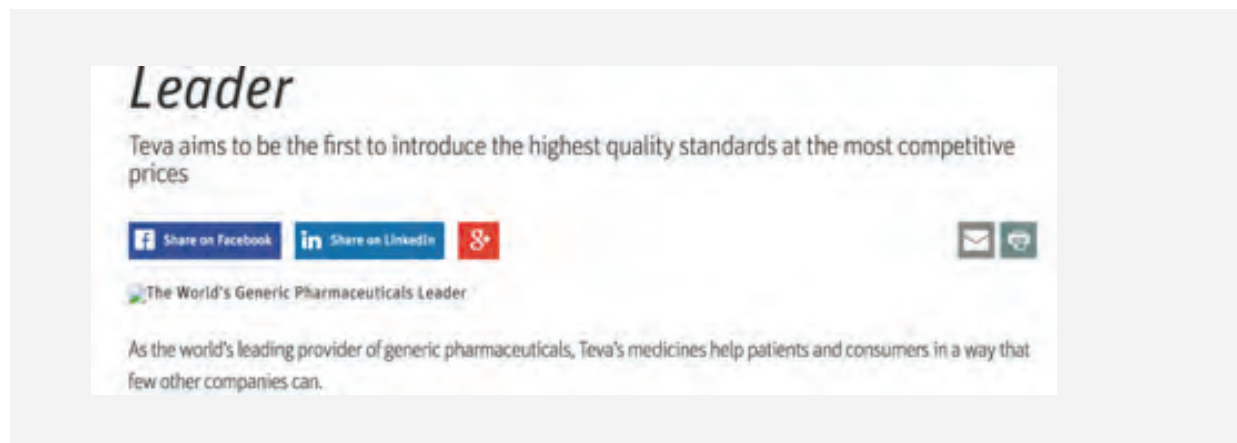 Leader
Teva aims to be the first to introduce the highest quality standards at the most competitive
prices
f Share on Facebook in Share on LinkedIn g+
The World's Generic Pharmaceuticals Leader
As the world's leading provider of generic pharmaceuticals, Teva's medicines help patients and consumers in a way that
few other companies can.